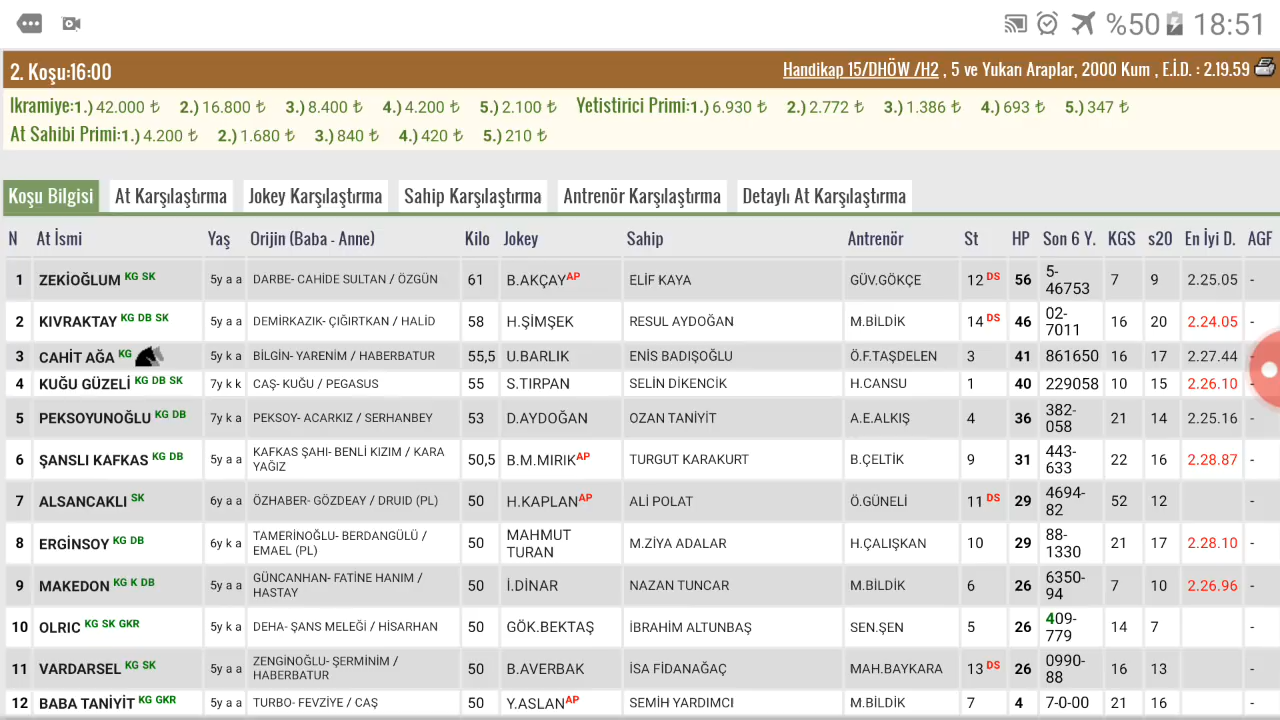 %50 18:51
2. Koşu:16:00 Handikap 15/DHÖW /H2 , 5 ve Yukarı Araplar, 2000 Kum , E.İ.D. : 2.19.59
Ikramiye:1.) 42.000 ₺ 2.) 16.800 ₺ 3.) 8.400 ₺ 4.) 4.200 ₺ 5.) 2.100 ₺ Yetistirici Primi:1.) 6.930 ₺ 2.) 2.772 ₺ 3.) 1.386 ₺ 4.) 693 ₺ 5.) 347 ₺
At Sahibi Primi:1.) 4.200 ₺ 2.) 1.680 ₺ 3.) 840 ₺ 4.) 420 ₺ 5.) 210 ₺
Koşu Bilgisi At Karşılaştırma Jokey Karşılaştırma Sahip Karşılaştırma Antrenör Karşılaştırma Detaylı At Karşılaştırma
N At İsmi Yaş Orijin (Baba - Anne) Kilo Jokey Sahip Antrenör St HP Son 6 Y. KGS s20 En İyi D. AGF
1 ZEKİOĞLUM KG SK 5y a a DARBE- CAHİDE SULTAN / ÖZGÜN 61 B.AKÇAY AP ELİF KAYA GÜV.GÖKÇE 12 DS 56 5-
46753 7 9 2.25.05 -
2 KIVRAKTAY KG DB SK 5y a a DEMİRKAZIK- ÇIĞIRTKAN / HALİD 58 H.ŞİMŞEK RESUL AYDOĞAN M.BİLDİK 14 DS 46 02-
7011 16 20 2.24.05 -
3 CAHİT AĞA KG 5y k a BİLGİN- YARENİM / HABERBATUR 55,5 U.BARLIK ENİS BADIŞOĞLU Ö.F.TAŞDELEN 3 41 861650 16 17 2.27.44 -
4 KUĞU GÜZELİ KG DB SK 7y k k CAŞ- KUĞU / PEGASUS 55 S.TIRPAN SELİN DİKENCİK H.CANSU 1 40 229058 10 15 2.26.10 -
5 PEKSOYUNOĞLU KG DB 7y k a PEKSOY- ACARKIZ / SERHANBEY 53 D.AYDOĞAN OZAN TANİYİT A.E.ALKIŞ 4 36 382-
058 21 14 2.25.16 -
6 ŞANSLI KAFKAS KG DB 5y a a KAFKAS ŞAHI- BENLİ KIZIM / KARA
YAĞIZ 50,5 B.M.MIRIK AP TURGUT KARAKURT B.ÇELTİK 9 31 443-
633 22 16 2.28.87 -
7 ALSANCAKLI SK 6y a a ÖZHABER- GÖZDEAY / DRUID (PL) 50 H.KAPLAN AP ALİ POLAT Ö.GÜNELİ 11 DS 29 4694-
82 52 12 -
8 ERGİNSOY KG DB 6y k a TAMERİNOĞLU- BERDANGÜLÜ /
EMAEL (PL) 50 MAHMUT
TURAN M.ZİYA ADALAR H.ÇALIŞKAN 10 29 88-
1330 21 17 2.28.10 -
9 MAKEDON KG K DB 5y a a GÜNCANHAN- FATİNE HANIM /
HASTAY 50 İ.DİNAR NAZAN TUNCAR M.BİLDİK 6 26 6350-
94 7 10 2.26.96 -
10 OLRIC KG SK GKR 5y k a DEHA- ŞANS MELEĞİ / HİSARHAN 50 GÖK.BEKTAŞ İBRAHİM ALTUNBAŞ SEN.ŞEN 5 26 409-
779 14 7 -
11 VARDARSEL KG SK 5y a a ZENGİNOĞLU- ŞERMİNİM /
HABERBATUR 50 B.AVERBAK İSA FİDANAĞAÇ MAH.BAYKARA 13 DS 26 0990-
88 16 13 -
12 BABA TANİYİT KG GKR 5y a a TURBO- FEVZİYE / CAŞ 50 Y.ASLAN AP SEMİH YARDIMCI M.BİLDİK 7 4 7-0-00 21 16 -